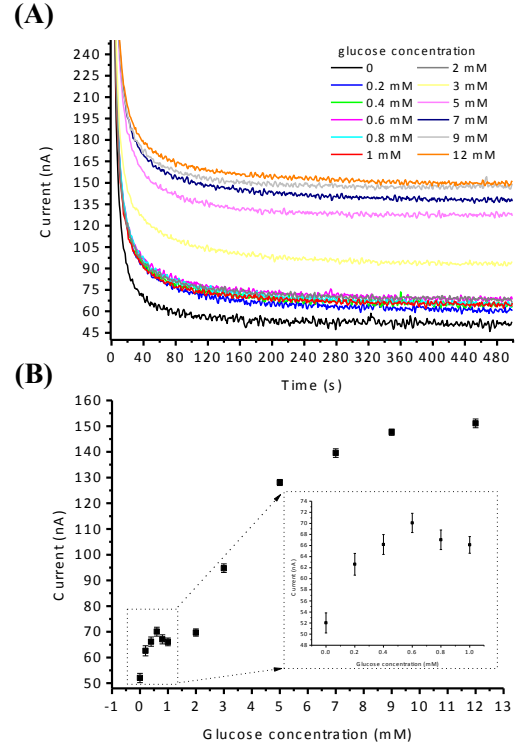 (A)
glucose concentration
0 2 mM
0.2 mM 3 mM
0.4 mM 5 mM
0.6 mM 7 mM
0.8 mM 9 mM
1 mM 12 mM
Current (nA)
240
225
210
195
180
165
150
135
120
105
90
75
60
45
0 40 80 120 160 200 240 280 320 360 400 440 480
Time (s)
(B)
Current (nA)
160
150
140
130
120
110
100
90
80
70
60
50
-1 0 1 2 3 4 5 6 7 8 9 10 11 12 13
Glucose concentration (mM)
Current (nA)
74
72
70
68
66
64
62
60
58
56
54
52
50
48
0.0 0.2 0.4 0.6 0.8 1.0
Glucose concentration (mM)